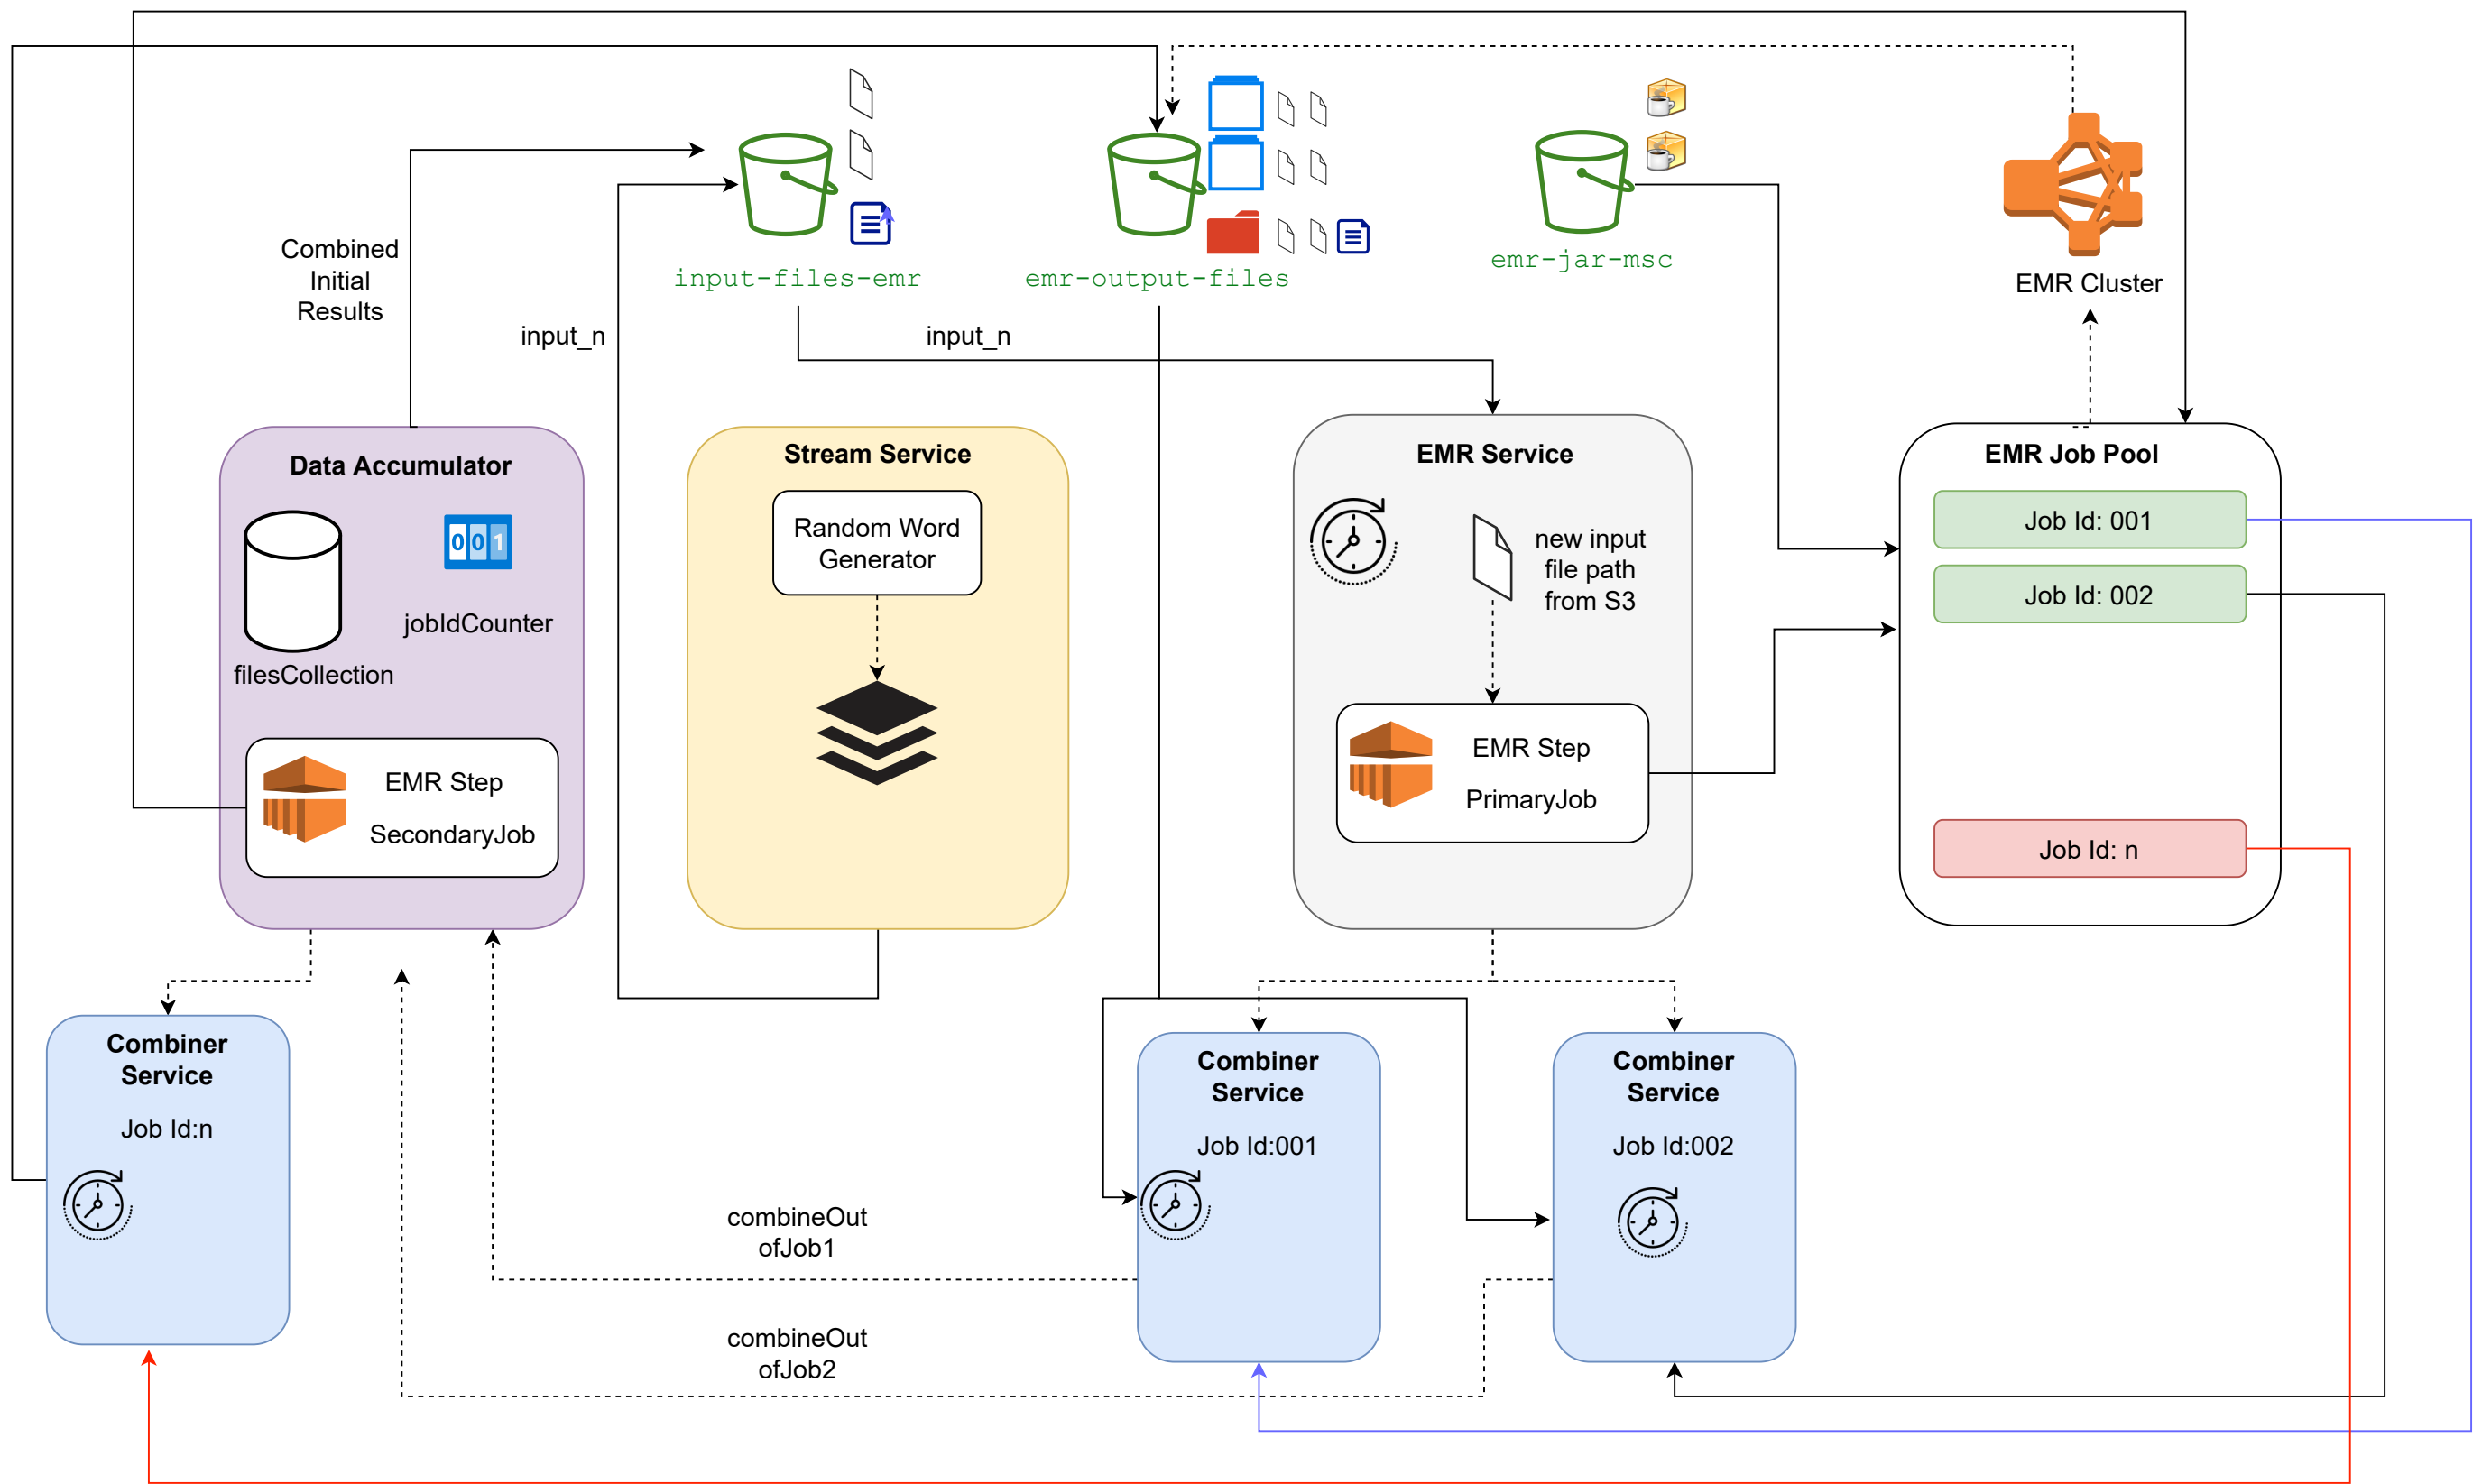 Combined
Initial
Results
input-files-emr
emr-output-files
emr-jar-msc
EMR Cluster
input_n
input_n
Data Accumulator
001
jobIdCounter
filesCollection
EMR Step
SecondaryJob
Stream Service
Random Word
Generator
EMR Service
new input
file path
from S3
EMR Step
PrimaryJob
EMR Job Pool
Job Id: 001
Job Id: 002
Job Id: n
Combiner
Service
Job Id:n
Combiner
Service
Job Id:001
Combiner
Service
Job Id:002
combineOut
ofJob1
combineOut
ofJob2